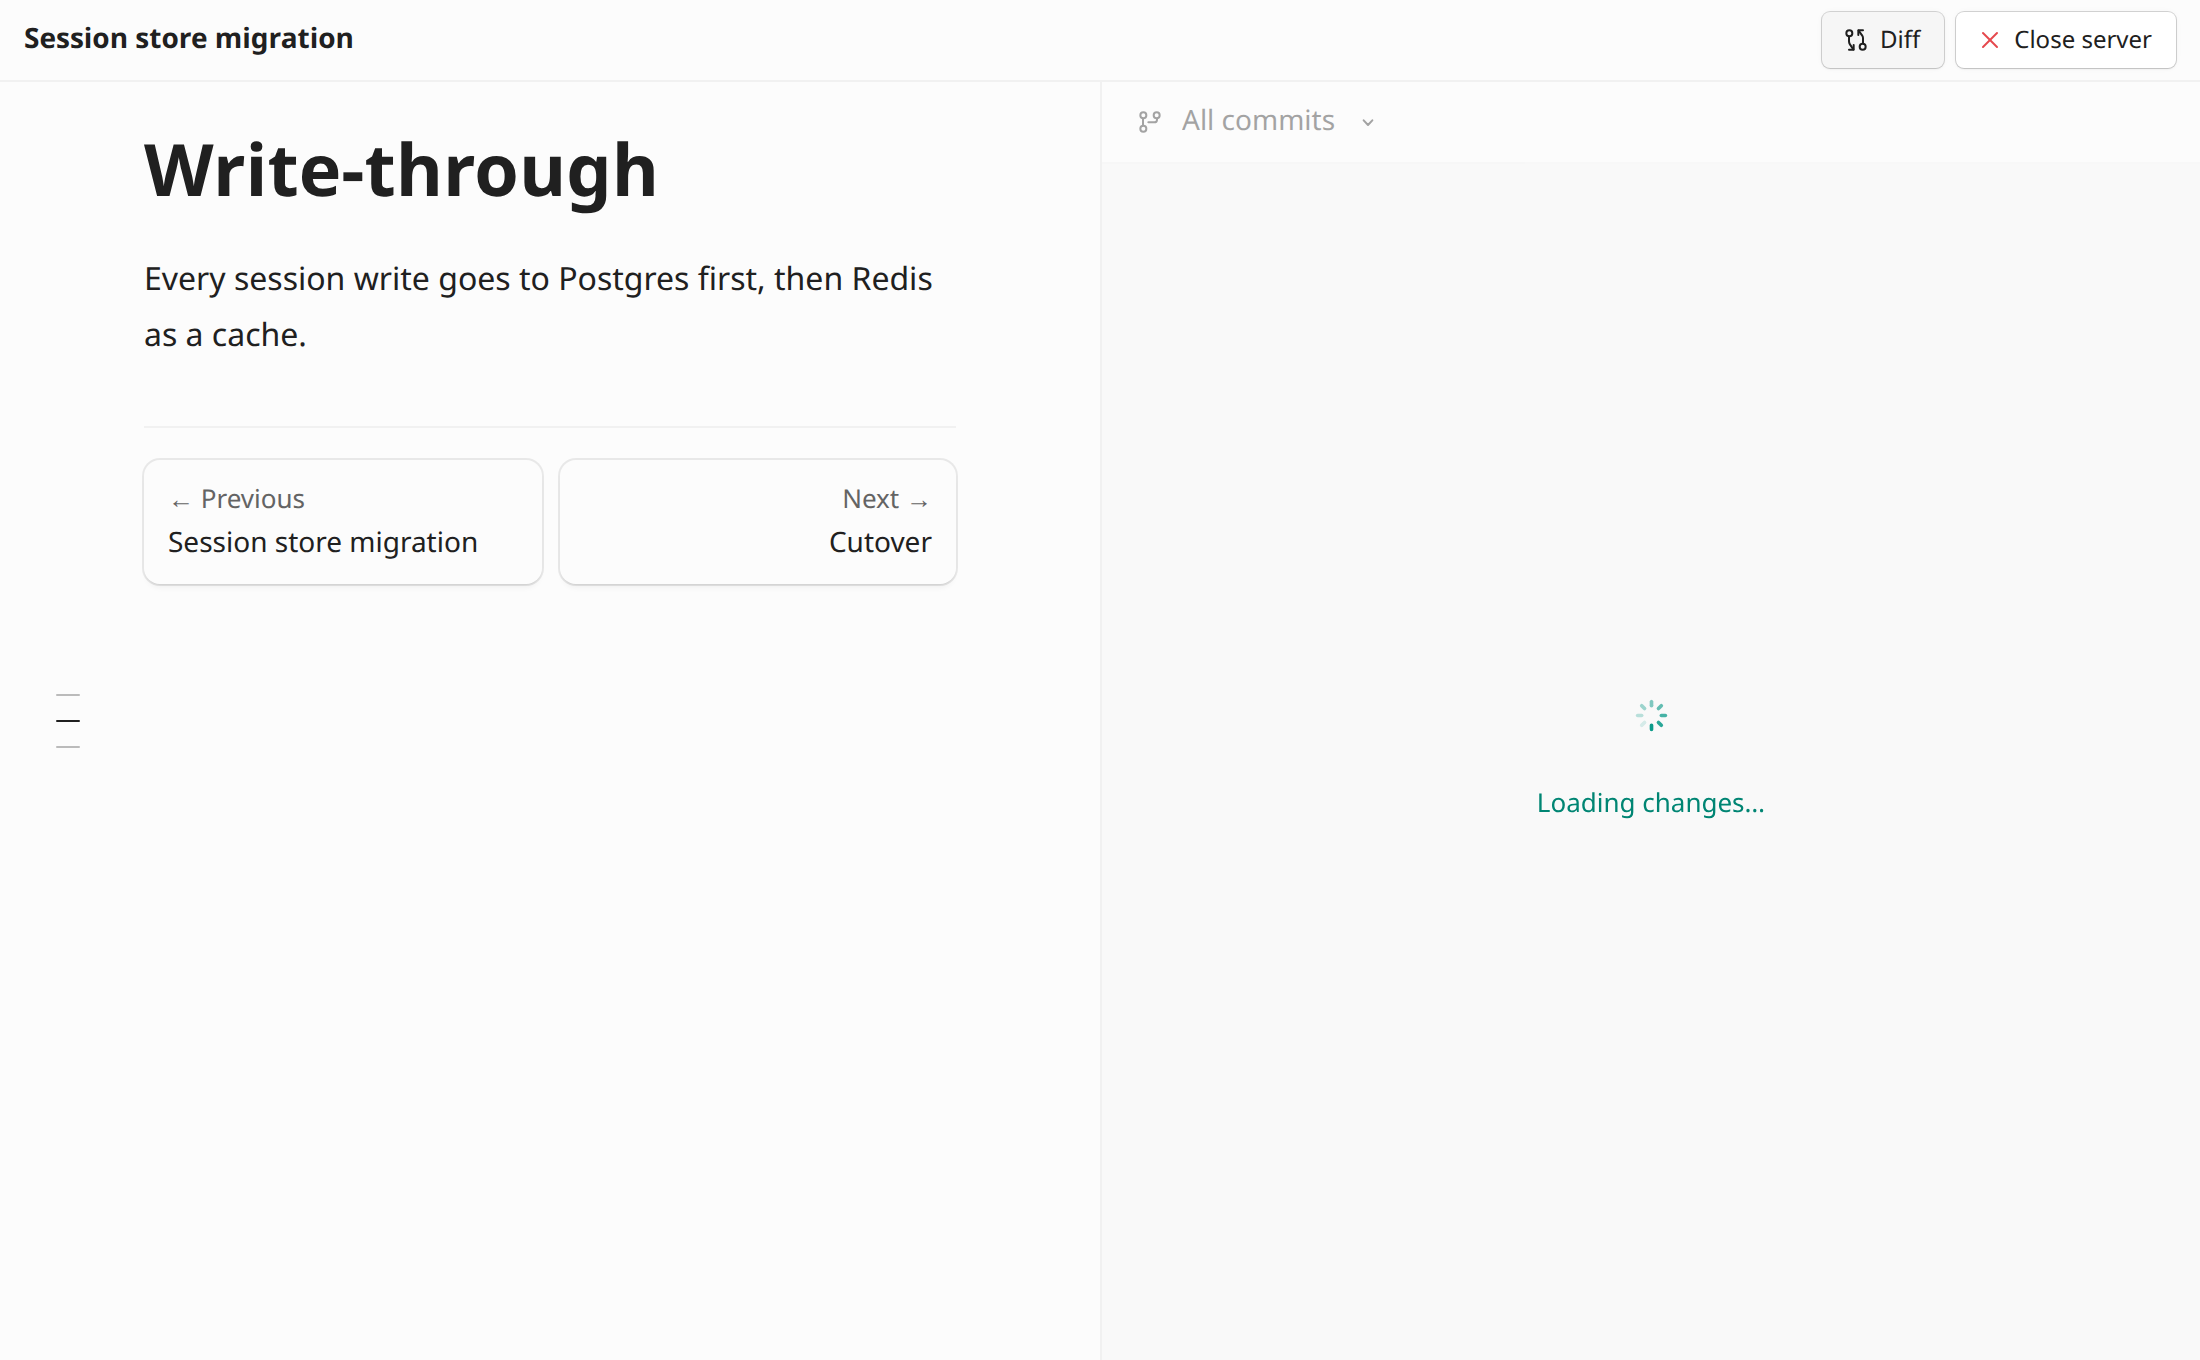 Session store migration
Diff
Close server
Write-through
Every session write goes to Postgres first, then Redis
as a cache.
← Previous
Session store migration
Next →
Cutover
All commits
Loading changes...